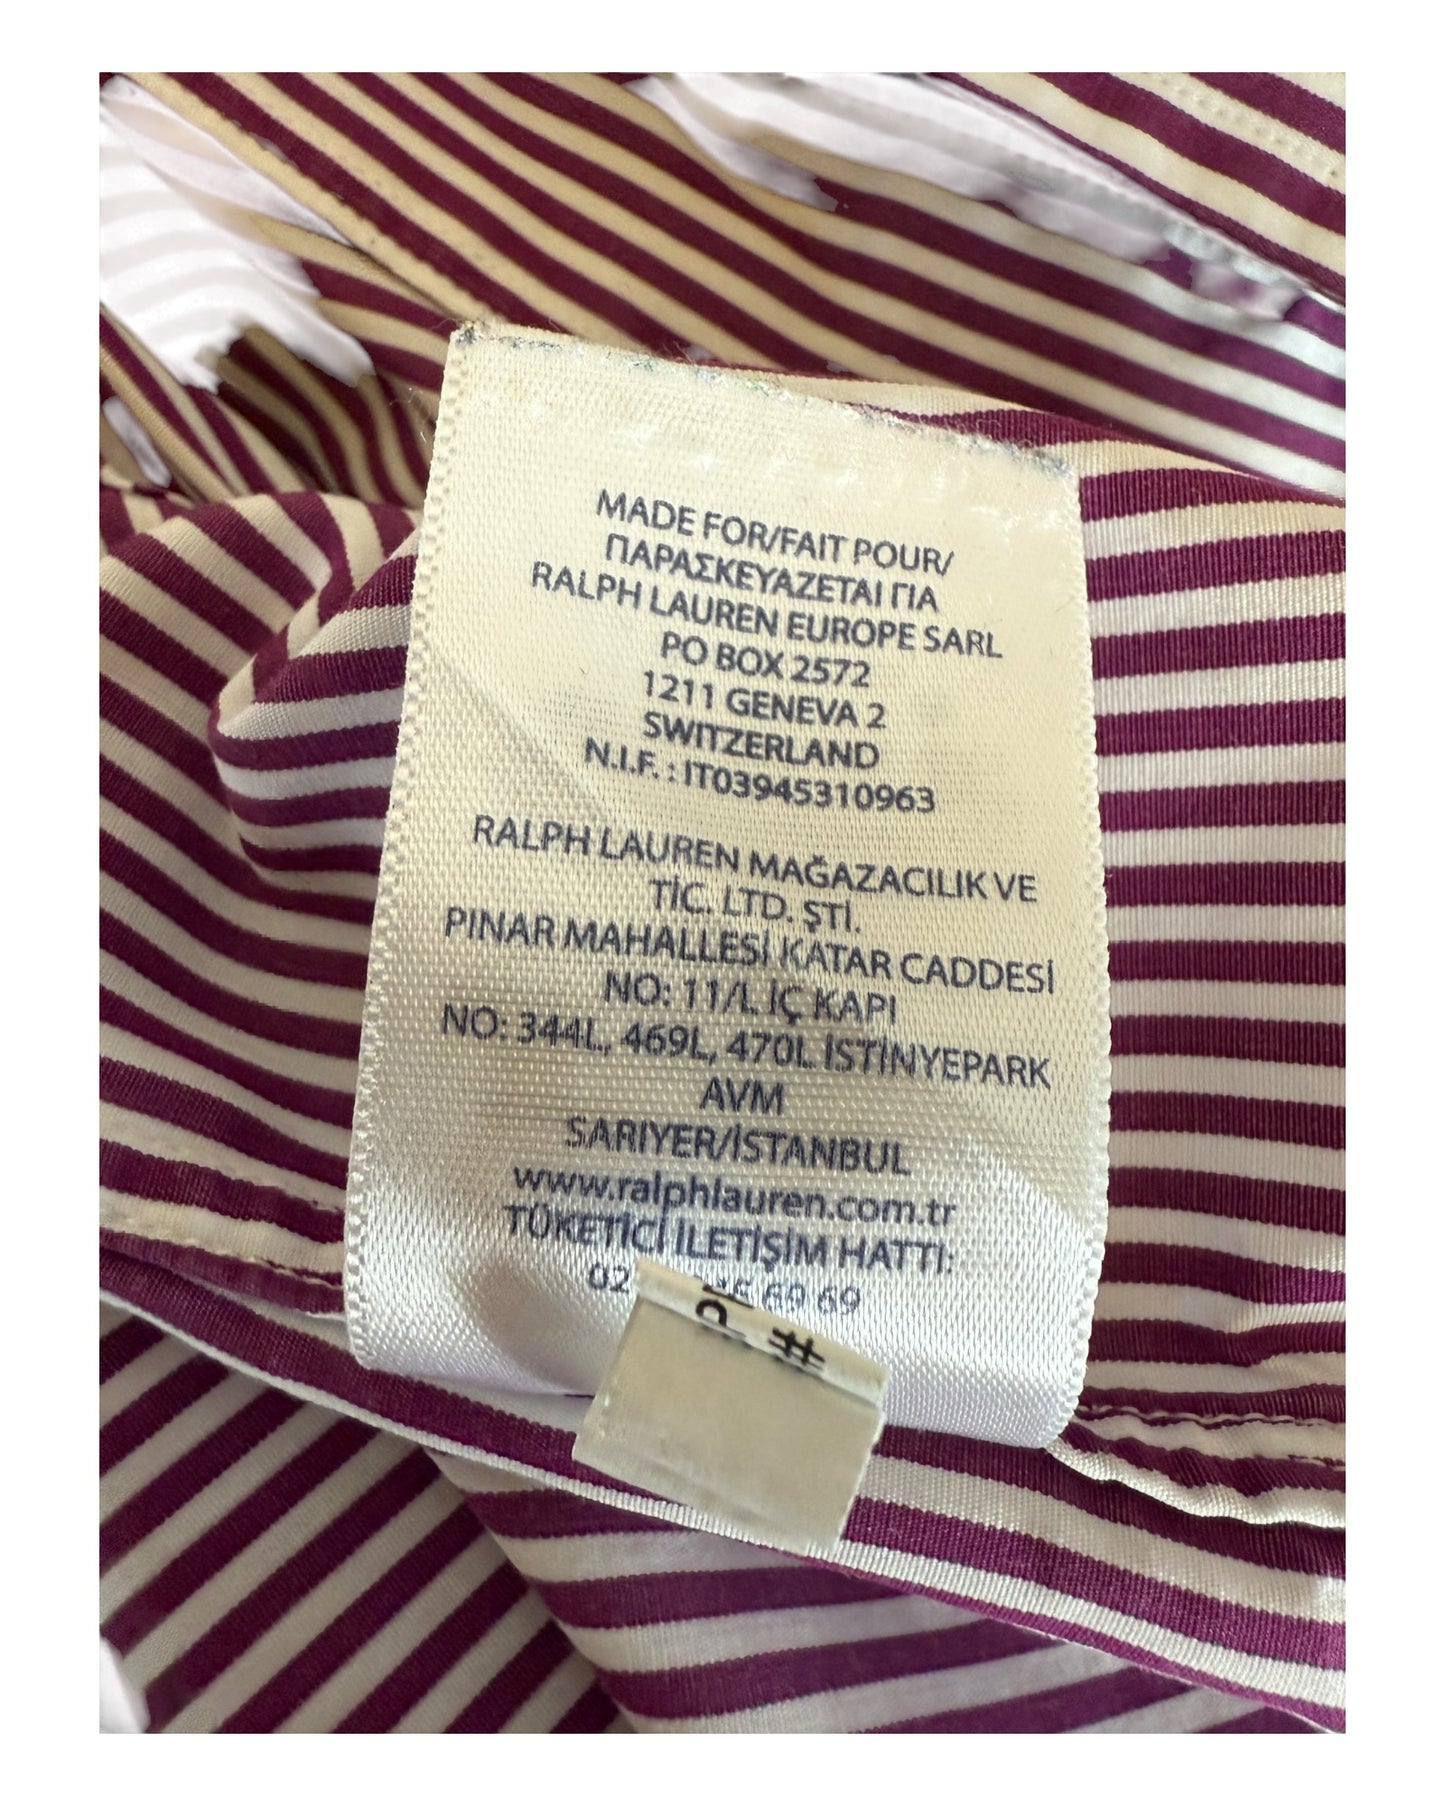 MADE FOR/FAIT POUR/
ΠΑΡΑΣΚΕΥΑΖΕΤΑΙ ΓΙΑ
RALPH LAUREN EUROPE SARL
PO BOX 2572
1211 GENEVA 2
SWITZERLAND
N.I.F. : IT03945310963
RALPH LAUREN MAĞAZACILIK VE
TİC. LTD. ŞTİ.
PINAR MAHALLESİ KATAR CADDESİ
NO: 11/L İÇ KAPI
NO: 344L, 469L, 470L İSTİNYEPARK
AVM
SARIYER/İSTANBUL
www.ralphlauren.com.tr
TÜKETİCİ İLETİŞİM HATTI:
69 69
#